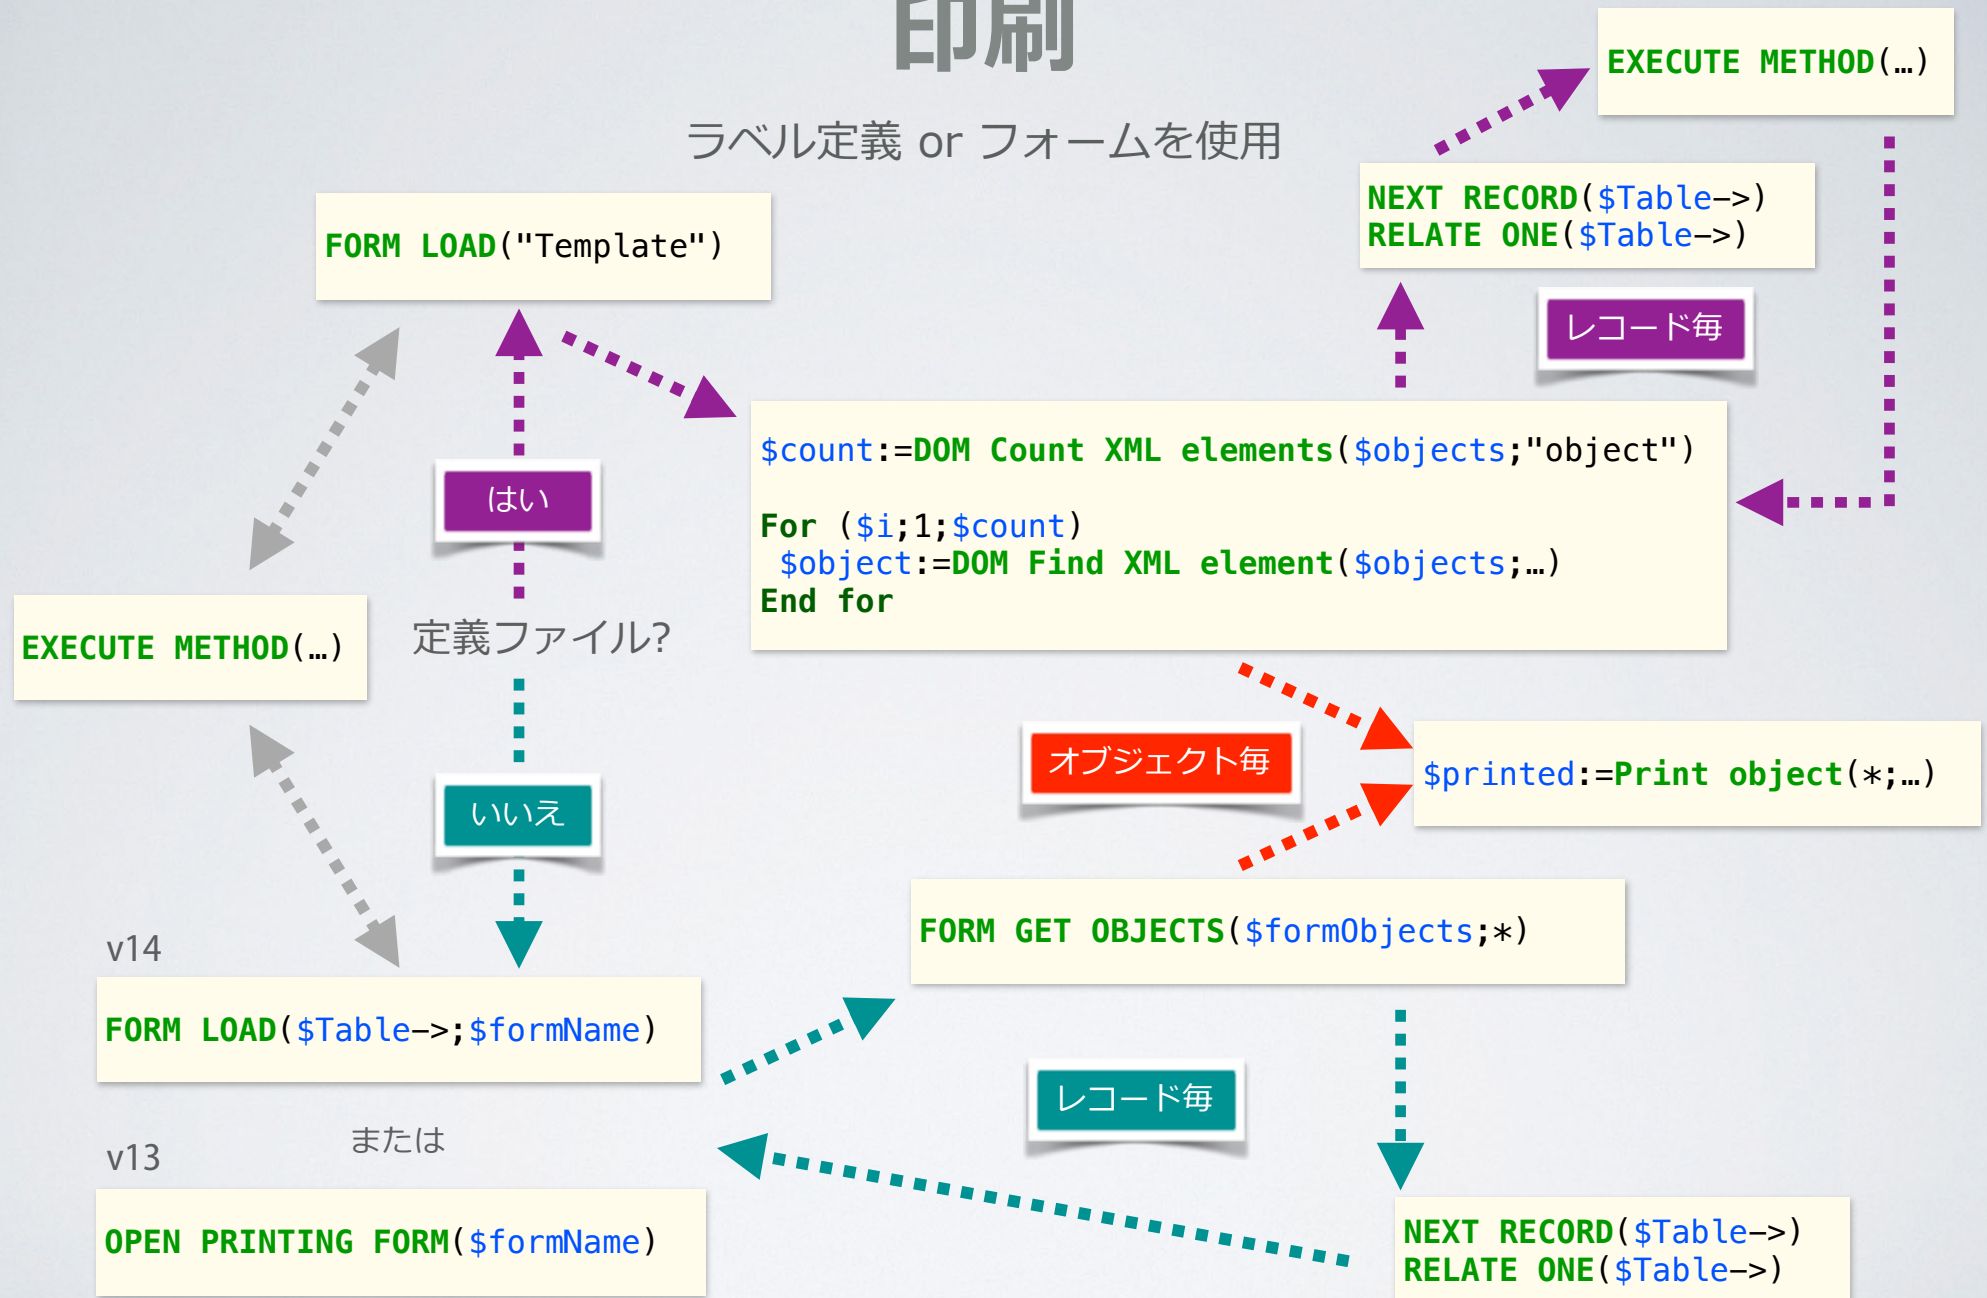 印刷
ラベル定義 or フォームを使用
EXECUTE METHOD(…)
NEXT RECORD($Table->)
RELATE ONE($Table->)
レコード毎
FORM LOAD("Template")
はい
$count:=DOM Count XML elements($objects;"object")
For ($i;1;$count)
$object:=DOM Find XML element($objects;…)
End for
EXECUTE METHOD(…)
定義ファイル?
いいえ
オブジェクト毎
$printed:=Print object(*;…)
FORM GET OBJECTS($formObjects;*)
v14
FORM LOAD($Table->;$formName)
または
レコード毎
v13
OPEN PRINTING FORM($formName)
NEXT RECORD($Table->)
RELATE ONE($Table->)